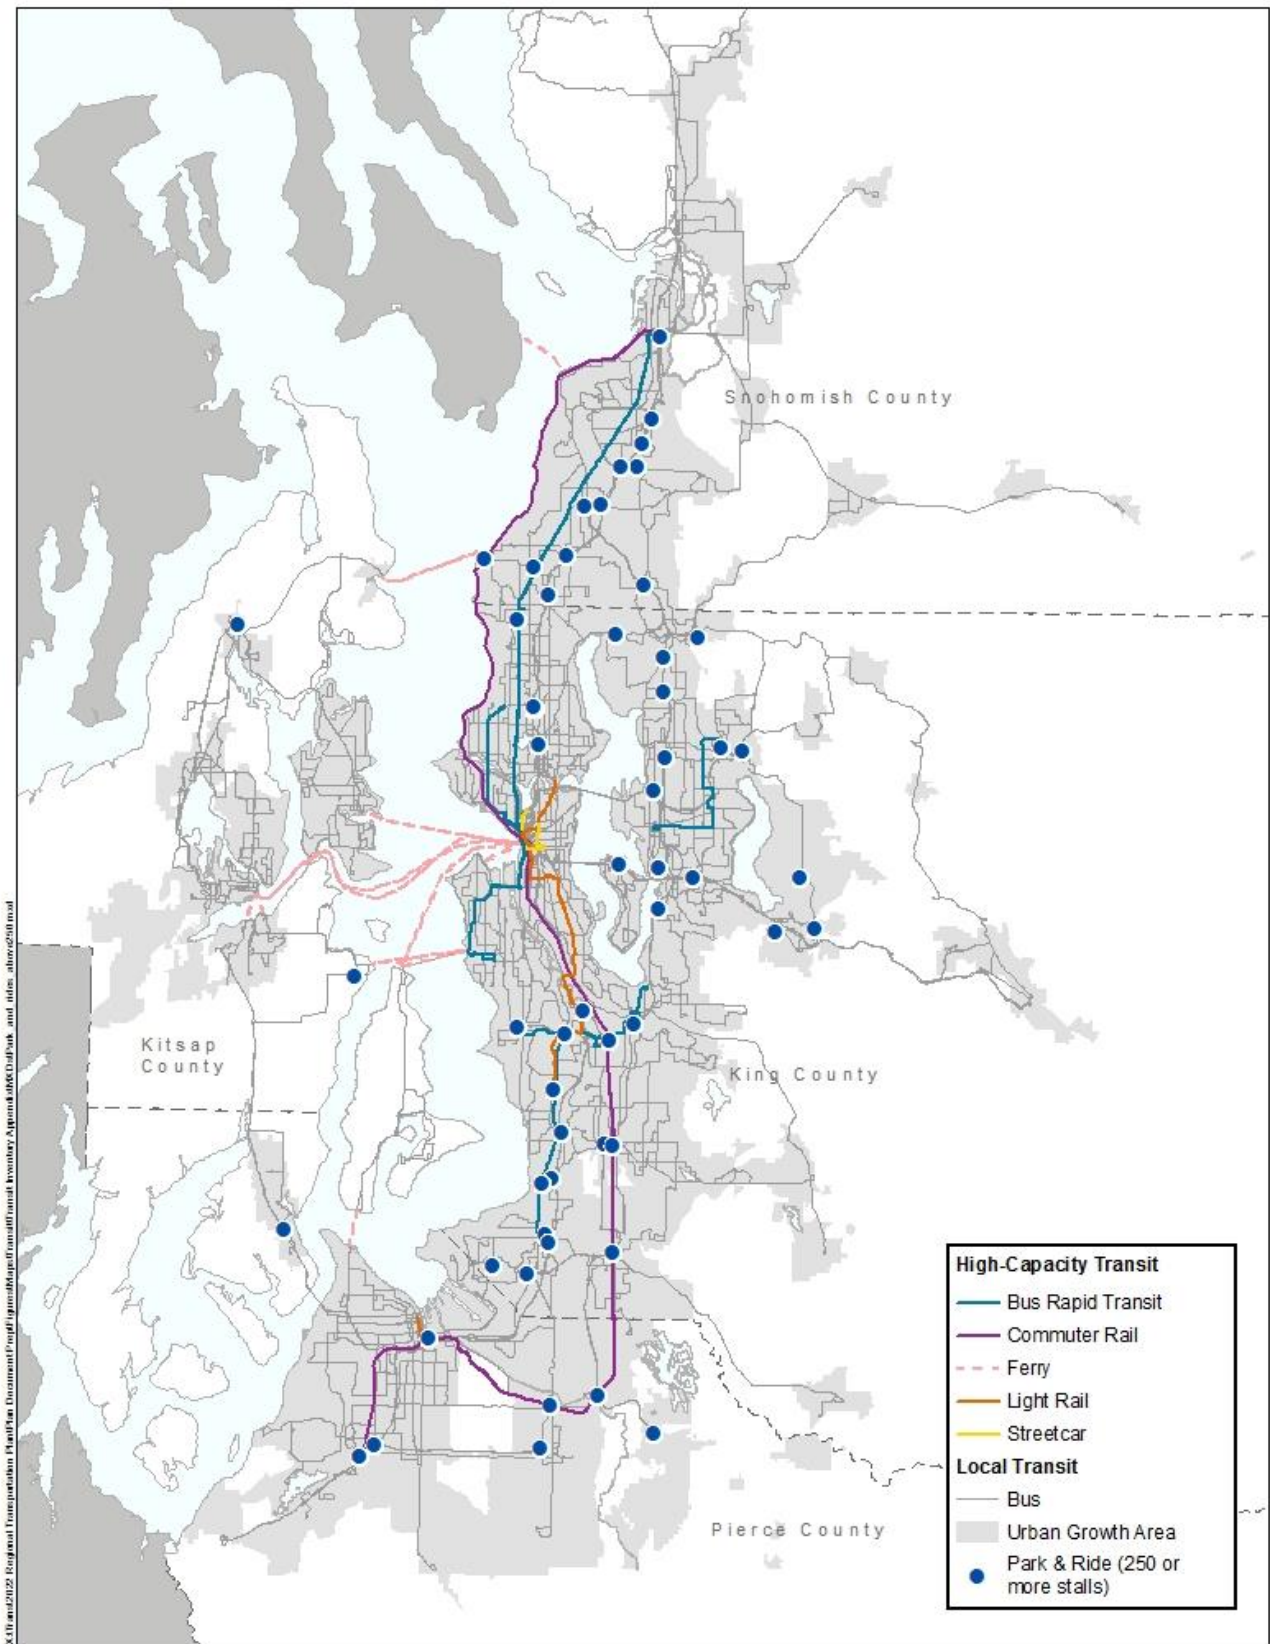 Snohomish County
Kitsap
County
King County
Pierce County
High-Capacity Transit
Bus Rapid Transit
Commuter Rail
Ferry
Light Rail
Streetcar
Local Transit
Bus
Urban Growth Area
Park & Ride (250 or
more stalls)